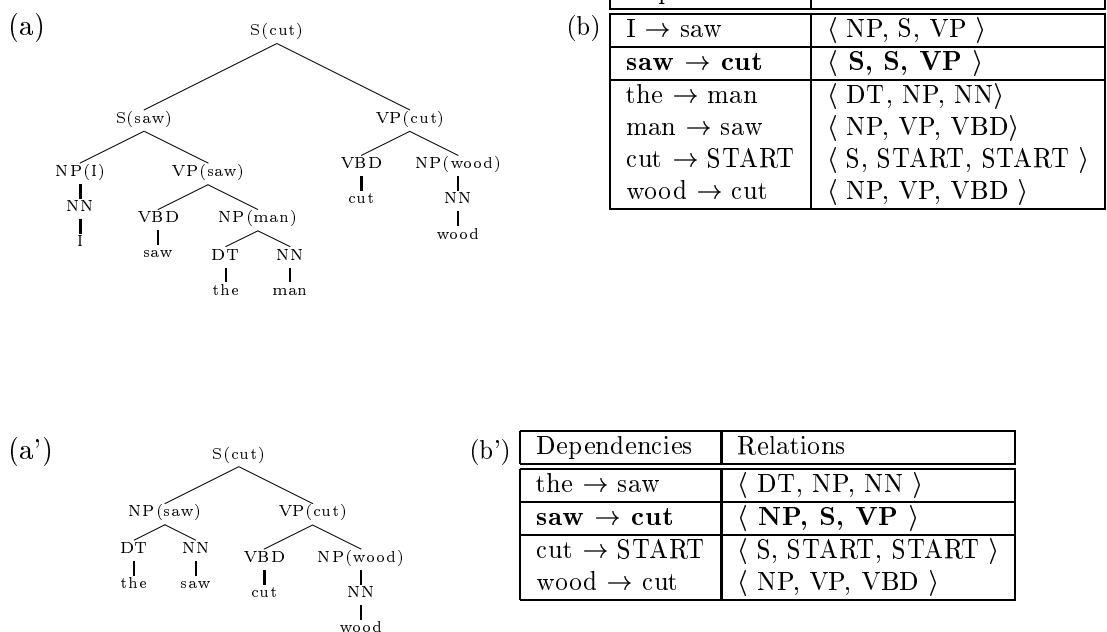 (a)
S(cut)
S(saw) VP(cut)
NP(I) VP(saw) VBD NP(wood)
NN VBD NP(man) cut NN
I saw DT NN wood
the man
(b)
I → saw ⟨ NP, S, VP ⟩
saw → cut ⟨ S, S, VP ⟩
the → man ⟨ DT, NP, NN⟩
man → saw ⟨ NP, VP, VBD⟩
cut → START ⟨ S, START, START ⟩
wood → cut ⟨ NP, VP, VBD ⟩
(a')
S(cut)
NP(saw) VP(cut)
DT NN VBD NP(wood)
the saw cut NN
wood
(b')
Dependencies Relations
the → saw ⟨ DT, NP, NN ⟩
saw → cut ⟨ NP, S, VP ⟩
cut → START ⟨ S, START, START ⟩
wood → cut ⟨ NP, VP, VBD ⟩